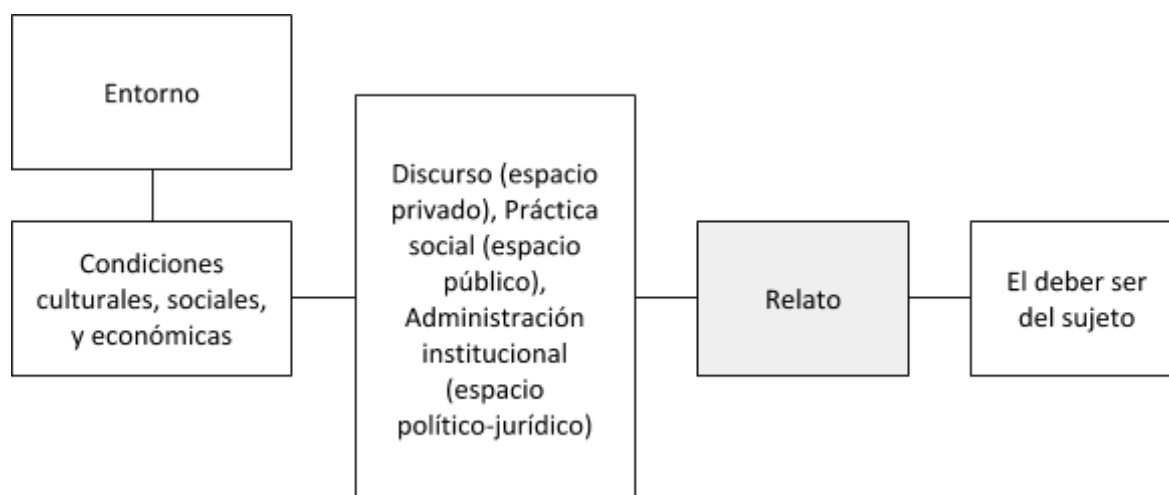 Entorno
Condiciones
culturales, sociales,
y económicas
Discurso (espacio
privado), Práctica
social (espacio
público),
Administración
institucional
(espacio
político-jurídico)
Relato
El deber ser
del sujeto